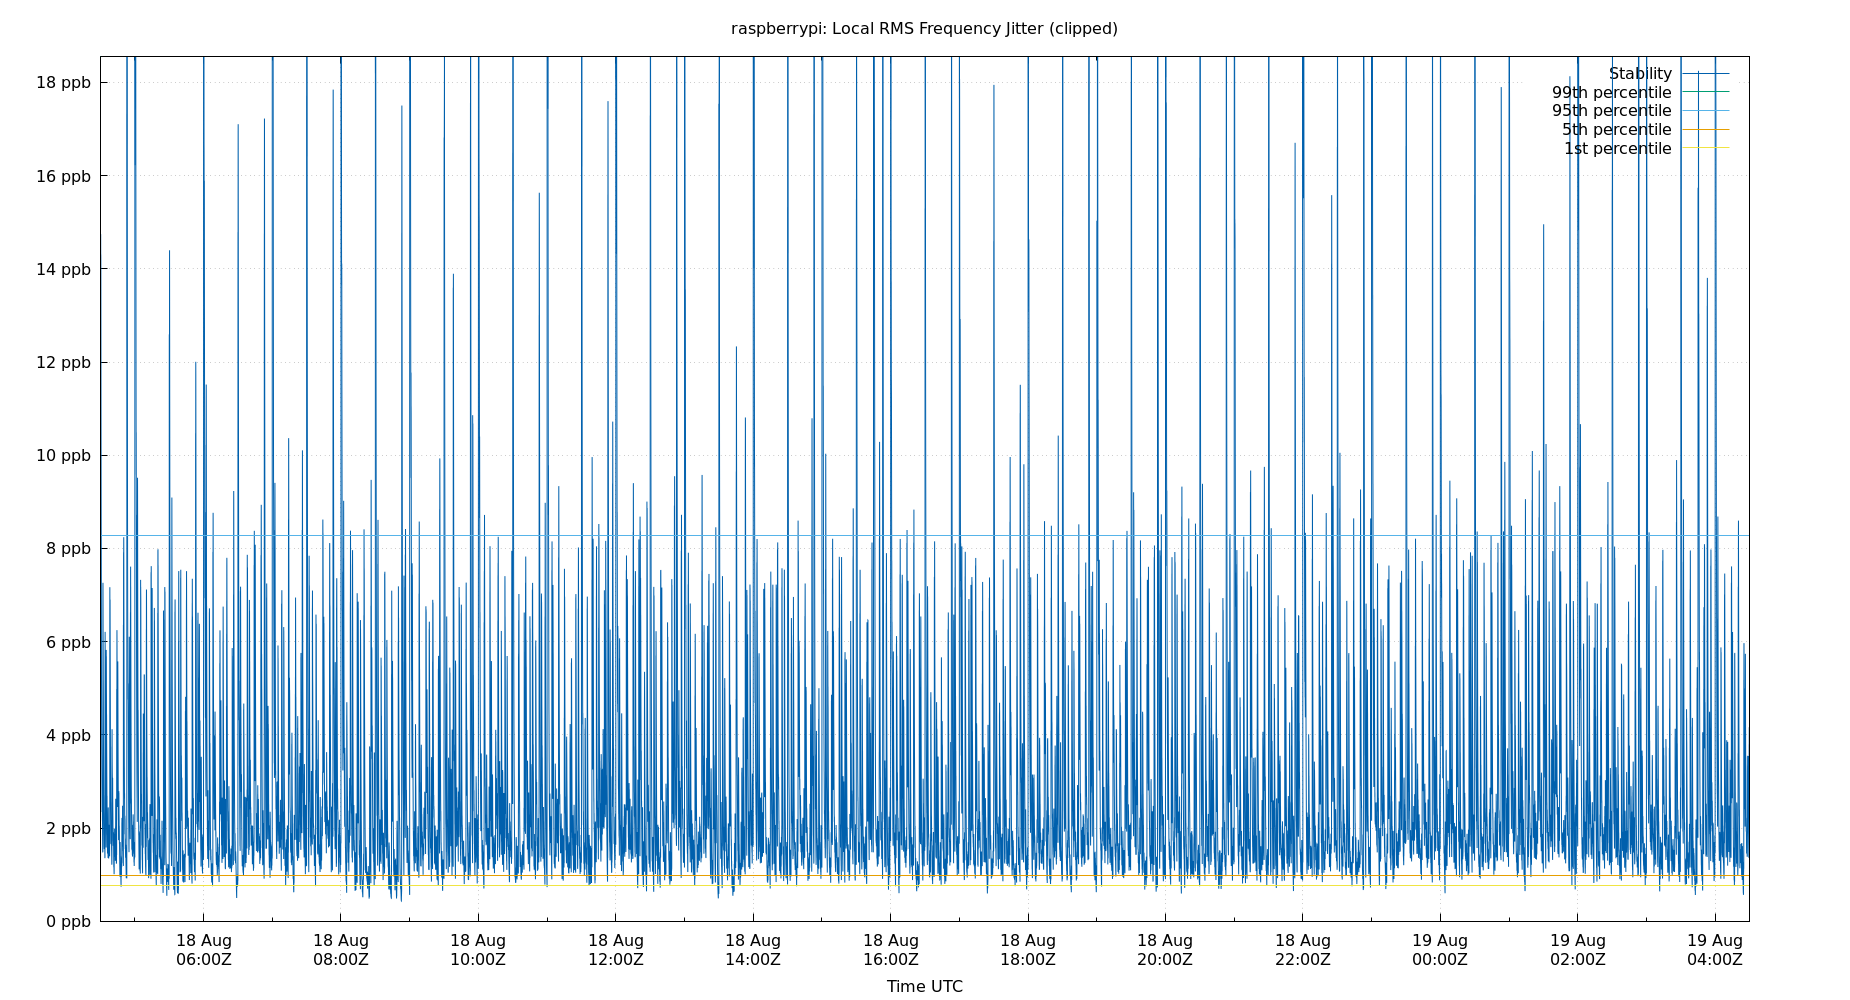 raspberrypi: Local RMS Frequency Jitter (clipped)
Stability
99th percentile
95th percentile
5th percentile
1st percentile
18 ppb
16 ppb
14 ppb
12 ppb
10 ppb
8 ppb
6 ppb
4 ppb
2 ppb
0 ppb
18 Aug 18 Aug 18 Aug 18 Aug 18 Aug 18 Aug 18 Aug 18 Aug 18 Aug 19 Aug 19 Aug 19 Aug
06:00Z 08:00Z 10:00Z 12:00Z 14:00Z 16:00Z 18:00Z 20:00Z 22:00Z 00:00Z 02:00Z 04:00Z
Time UTC